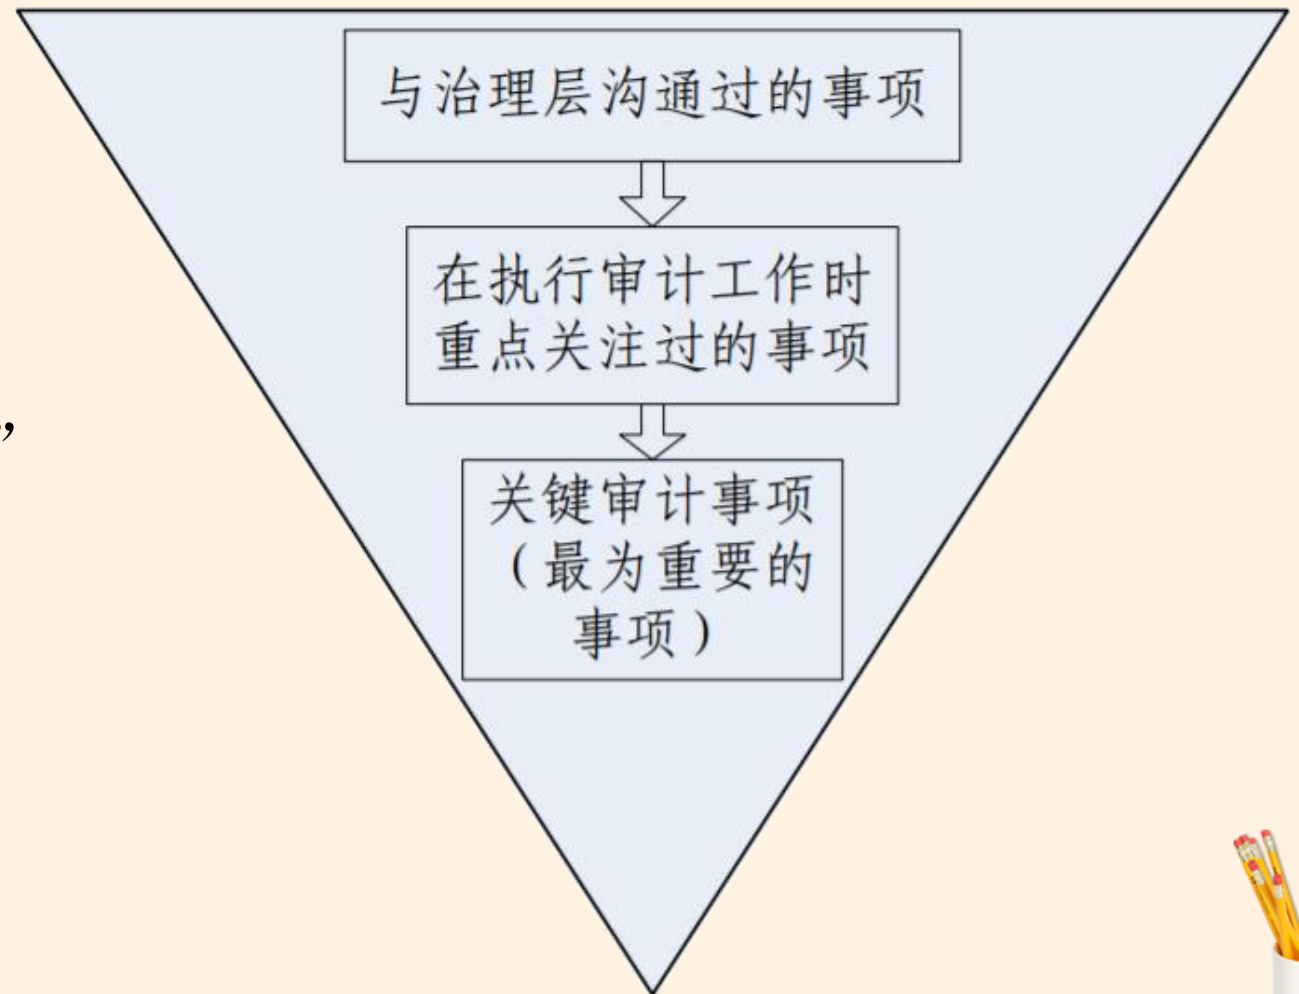 与治理层沟通过的事项
在执行审计工作时
重点关注过的事项
”
关键审计事项
（最为重要的
事项）